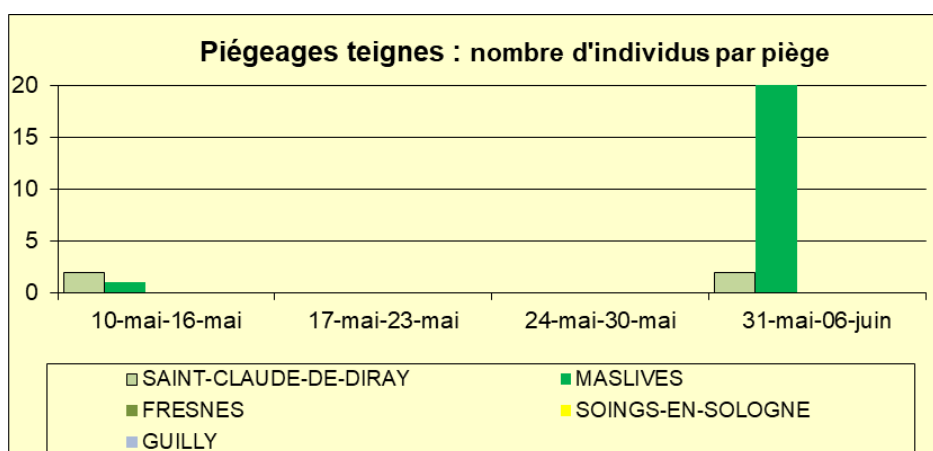 Piégeages teignes : nombre d'individus par piège
20
15
10
5
0
10-mai-16-mai 17-mai-23-mai 24-mai-30-mai 31-mai-06-juin
SAINT-CLAUDE-DE-DIRAY MASLIVES
FRESNES SOINGS-EN-SOLOGNE
GUILLY